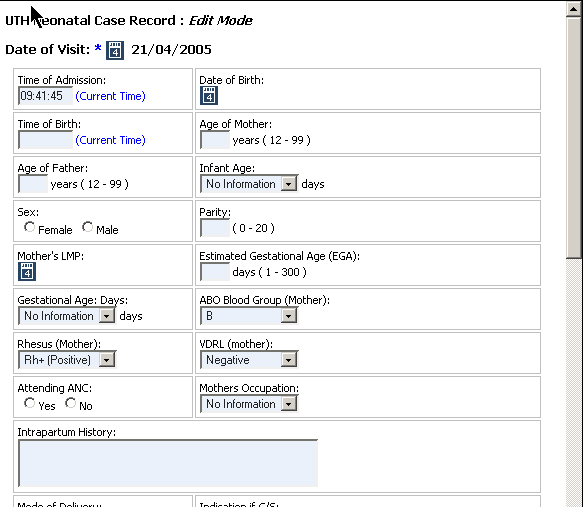 UTH Neonatal Case Record : Edit Mode
Date of Visit: * 4 21/04/2005
Time of Admission:
09:41:45 (Current Time)
Date of Birth:
4
Time of Birth:
(Current Time)
Age of Mother:
years ( 12 - 99 )
Age of Father:
years ( 12 - 99 )
Infant Age:
No Information days
Sex:
Female Male
Parity:
( 0 - 20 )
Mother's LMP:
4
Estimated Gestational Age (EGA):
days ( 1 - 300 )
Gestational Age: Days:
No Information days
ABO Blood Group (Mother):
B
Rhesus (Mother):
Rh+ (Positive)
VDRL (mother):
Negative
Attending ANC:
Yes No
Mothers Occupation:
No Information
Intrapartum History:
Mode of Delivery:
Indication if C/S: